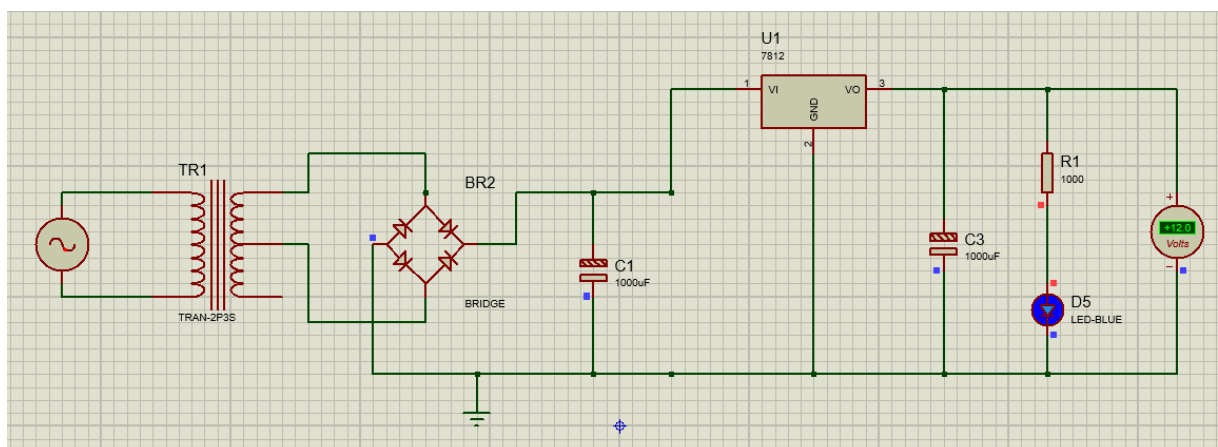 U1
7812
1
VI
VO
3
GND
2
TR1
TRAN-2P3S
BR2
BRIDGE
C1
1000uF
C3
1000uF
R1
1000
D5
LED-BLUE
+
+12.0
Volts
−